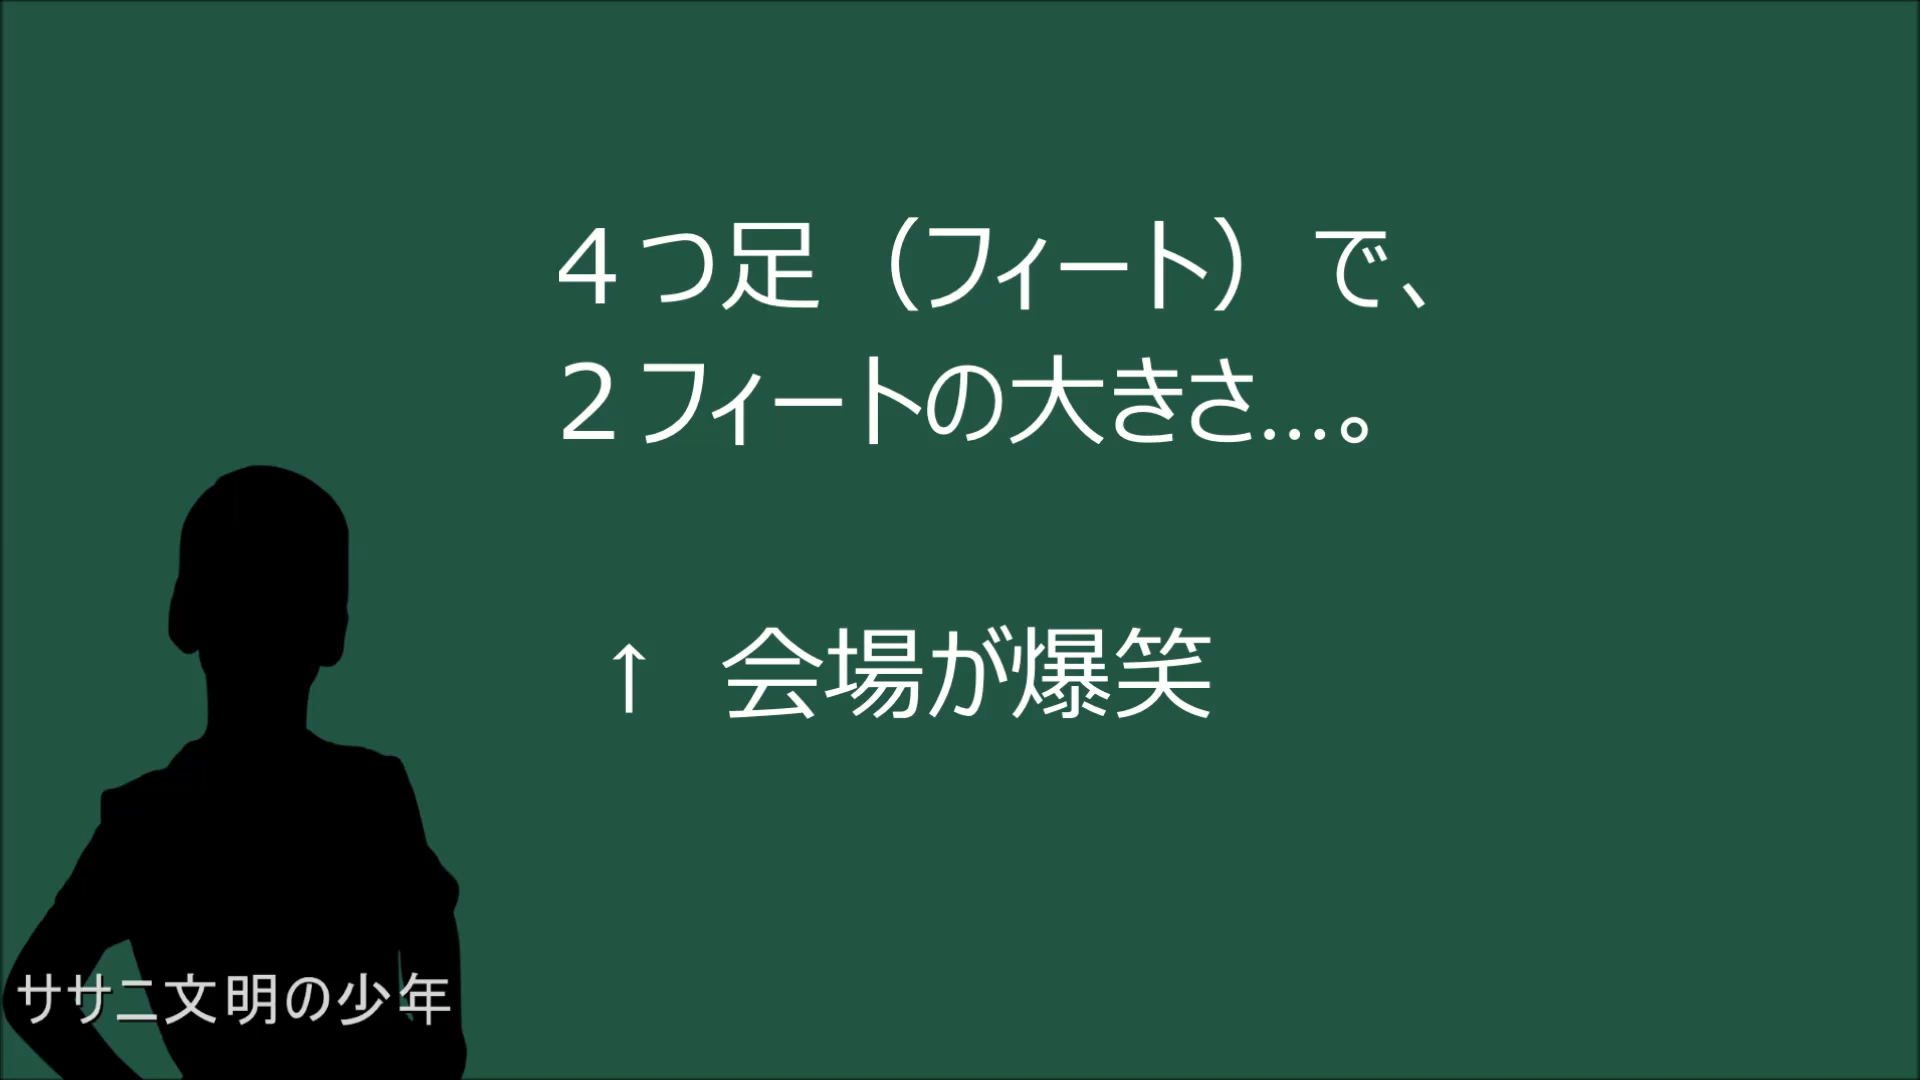 ４つ足（フィート）で、
２フィートの大きさ…。
↑ 会場が爆笑
ササニ文明の少年